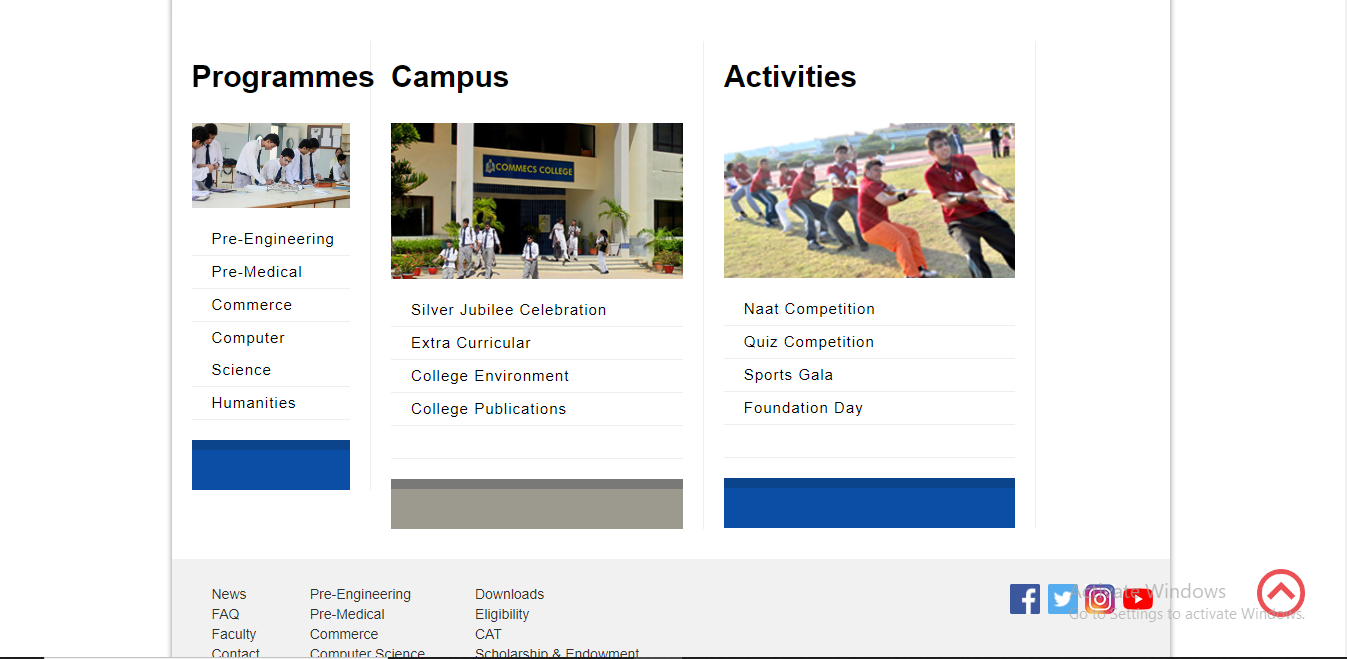 Programmes
Campus
Activities
COMMECS COLLEGE
Pre-Engineering
Pre-Medical
Commerce
Computer
Science
Humanities
Silver Jubilee Celebration
Extra Curricular
College Environment
College Publications
Naat Competition
Quiz Competition
Sports Gala
Foundation Day
News
FAQ
Faculty
Contact
Pre-Engineering
Pre-Medical
Commerce
Computer Science
Downloads
Eligibility
CAT
Scholarship & Endowment
Activate Windows
Go to Settings to activate Windows.